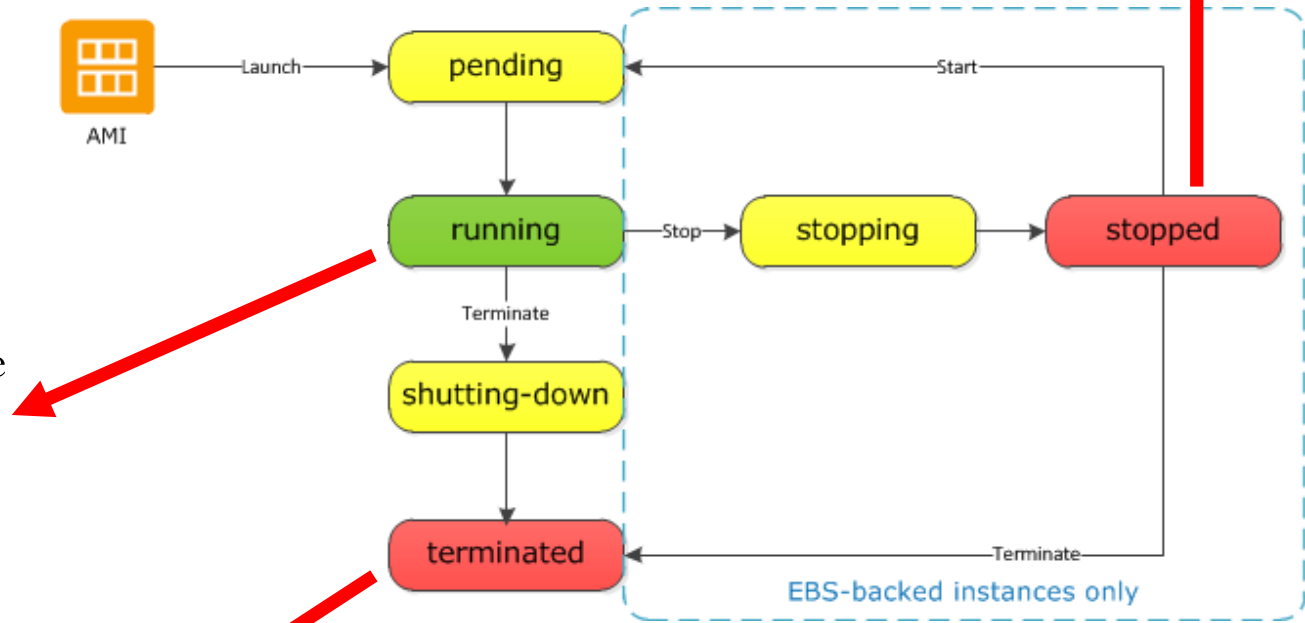 Launch
pending
Start
AMI
running
Stop
stopping
stopped
Terminate
e
shutting-down
terminated
Terminate
EBS-backed instances only